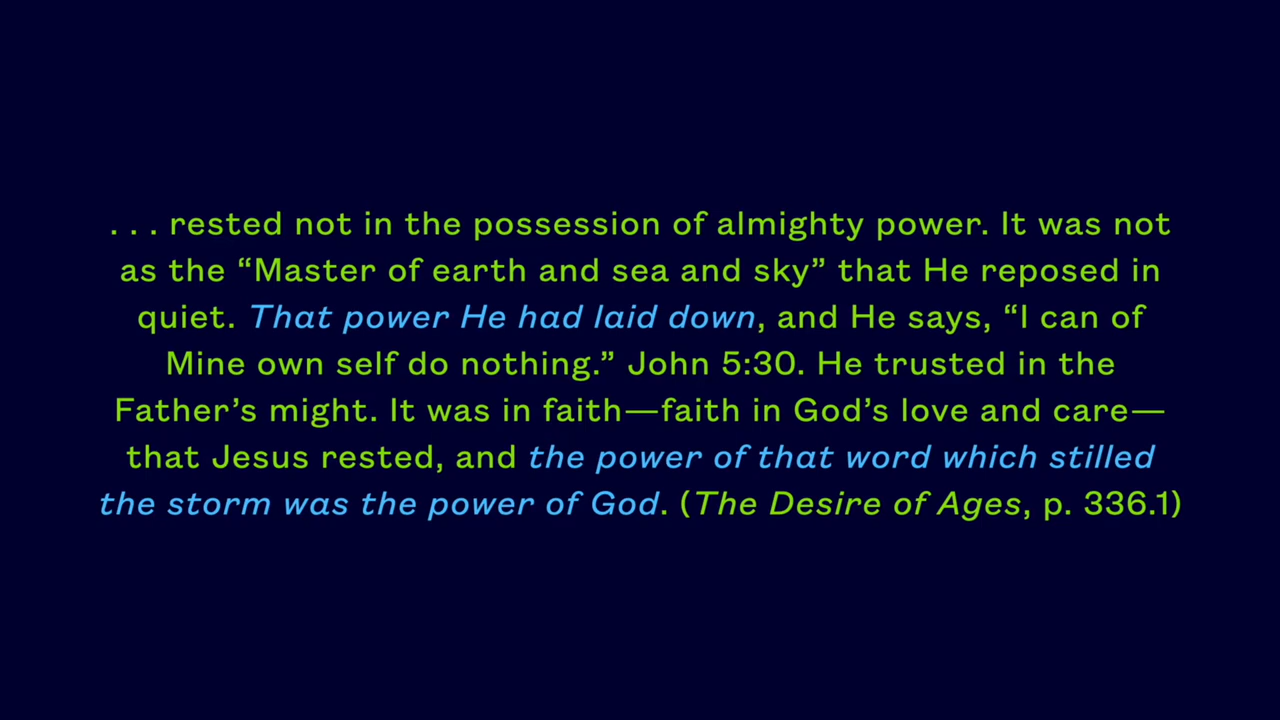 . . . rested not in the possession of almighty power. It was not
as the “Master of earth and sea and sky” that He reposed in
quiet. That power He had laid down, and He says, “I can of
Mine own self do nothing.” John 5:30. He trusted in the
Father’s might. It was in faith—faith in God’s love and care—
that Jesus rested, and the power of that word which stilled
the storm was the power of God. (The Desire of Ages, p. 336.1)